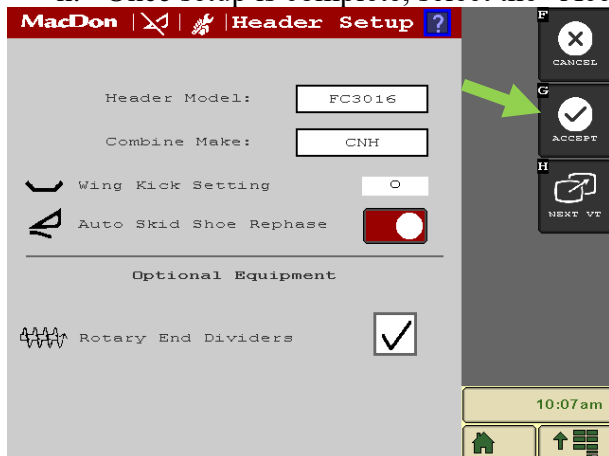 MacDon | Header Setup ?
F
CANCEL
G
ACCEPT
H
NEXT VT
Header Model: FC3016
Combine Make: CNH
Wing Kick Setting 0
Auto Skid Shoe Rephase
Optional Equipment
Rotary End Dividers
10:07am